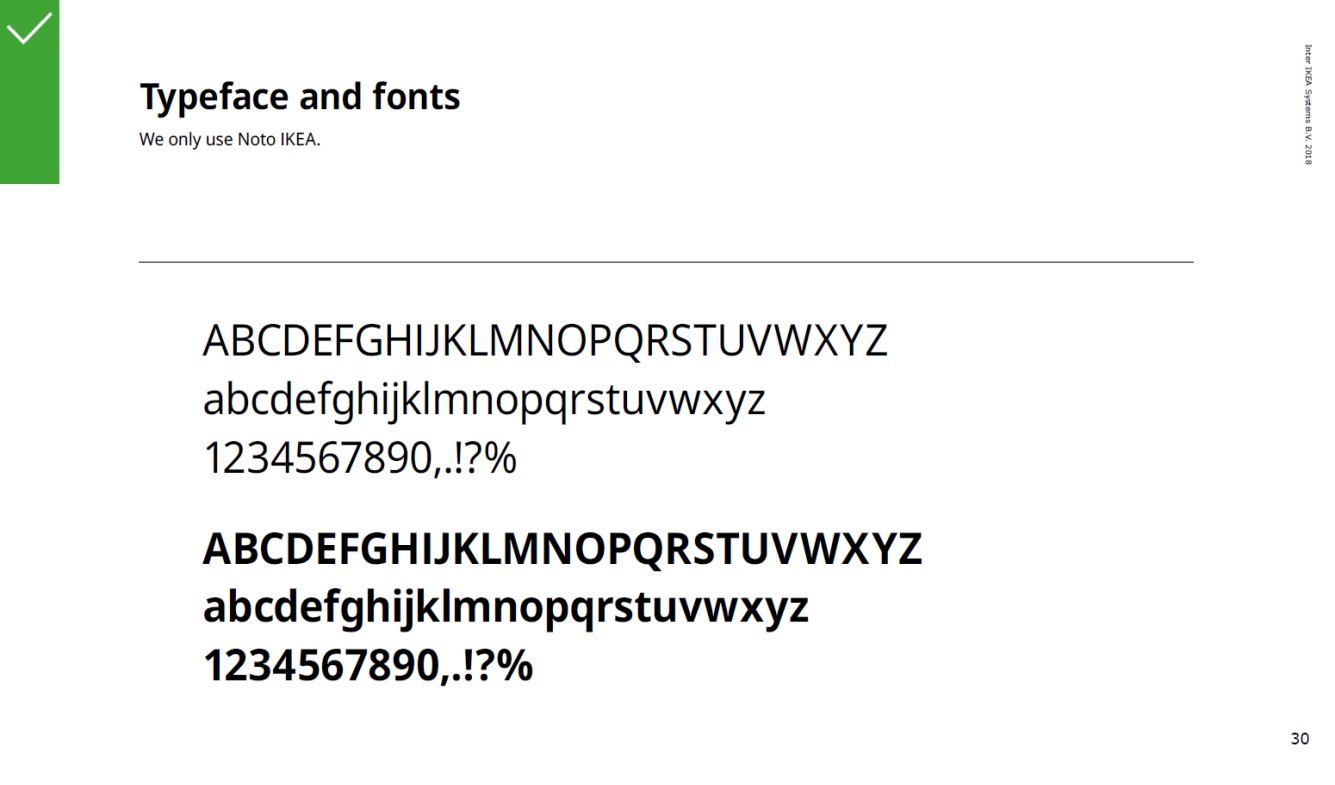 Typeface and fonts
We only use Noto IKEA.
Inter IKEA Systems B.V. 2018
ABCDEFGHIJKLMNOPQRSTUVWXYZ
abcdefghijklmnopqrstuvwxyz
1234567890,.!?%
ABCDEFGHIJKLMNOPQRSTUVWXYZ
abcdefghijklmnopqrstuvwxyz
1234567890,.!?%
30